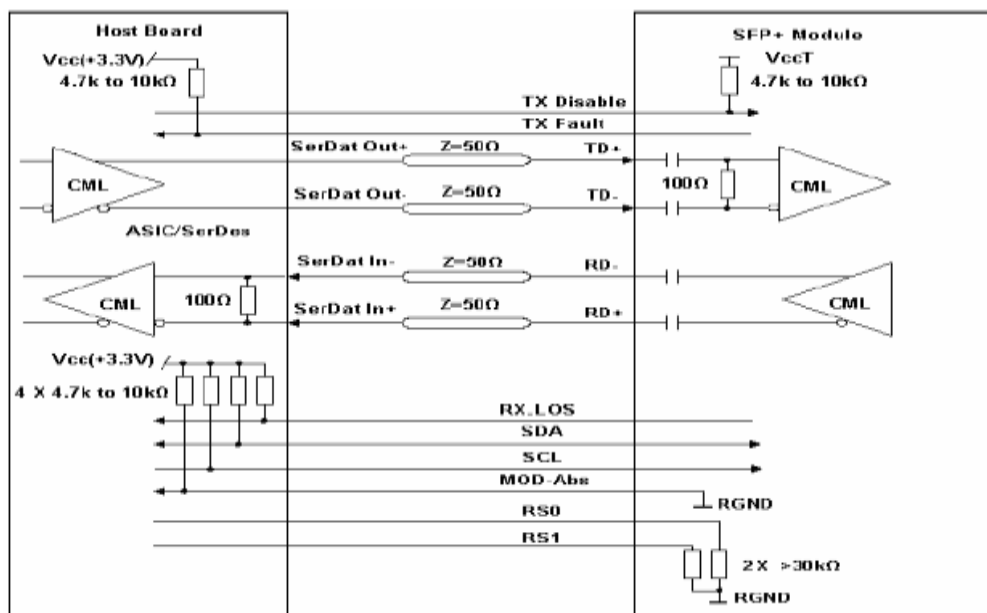 Host Board
SFP+ Module
Vcc(+3.3V)
4.7k to 10kΩ
VccT
4.7k to 10kΩ
TX Disable
TX Fault
SerDat Out+
Z=50Ω
TD+
CML
100Ω
CML
SerDat Out-
Z=50Ω
TD-
ASIC/SerDes
SerDat In-
Z=50Ω
RD-
CML
100Ω
CML
SerDat In+
Z=50Ω
RD+
Vcc(+3.3V)
4 X 4.7k to 10kΩ
RX.LOS
SDA
SCL
MOD-Abs
RGND
RS0
RS1
2 X >30kΩ
RGND